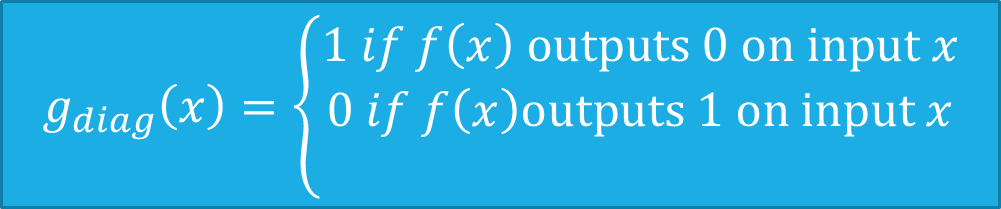 1 if f(x) outputs 0 on input x
g_diag(x) = {
0 if f(x)outputs 1 on input x